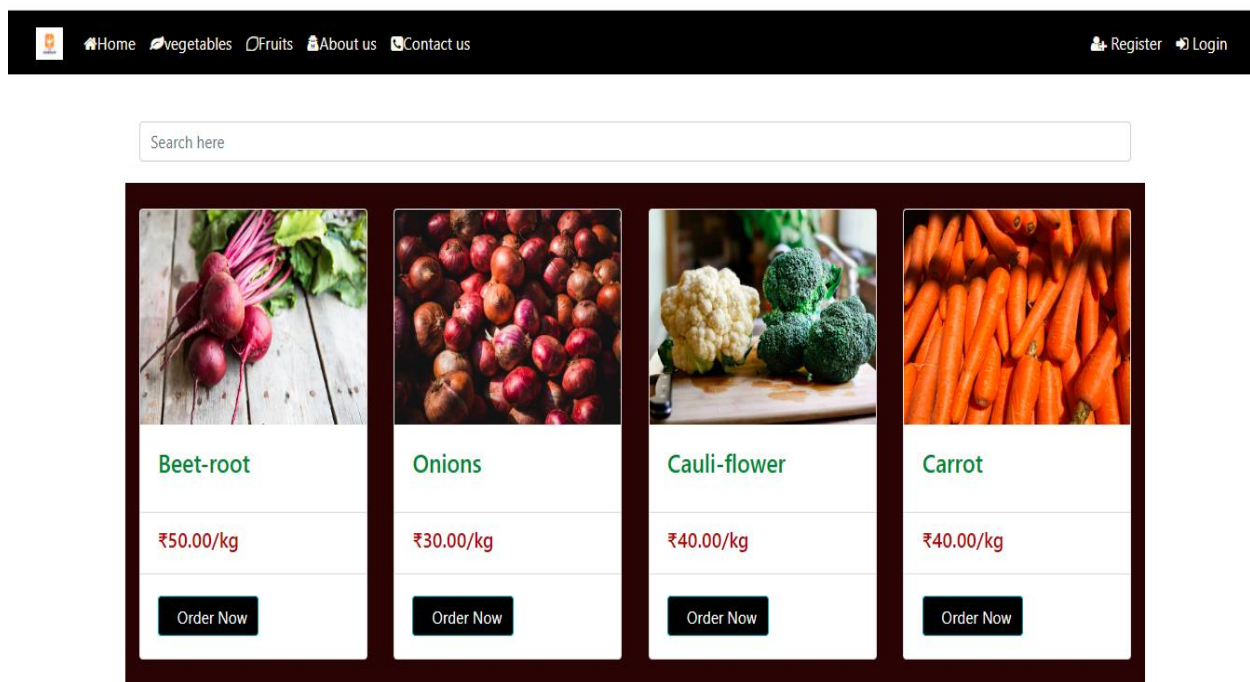 Home vegetables Fruits About us Contact us Register Login
Search here
Beet-root Onions Cauli-flower Carrot
₹50.00/kg ₹30.00/kg ₹40.00/kg ₹40.00/kg
Order Now Order Now Order Now Order Now